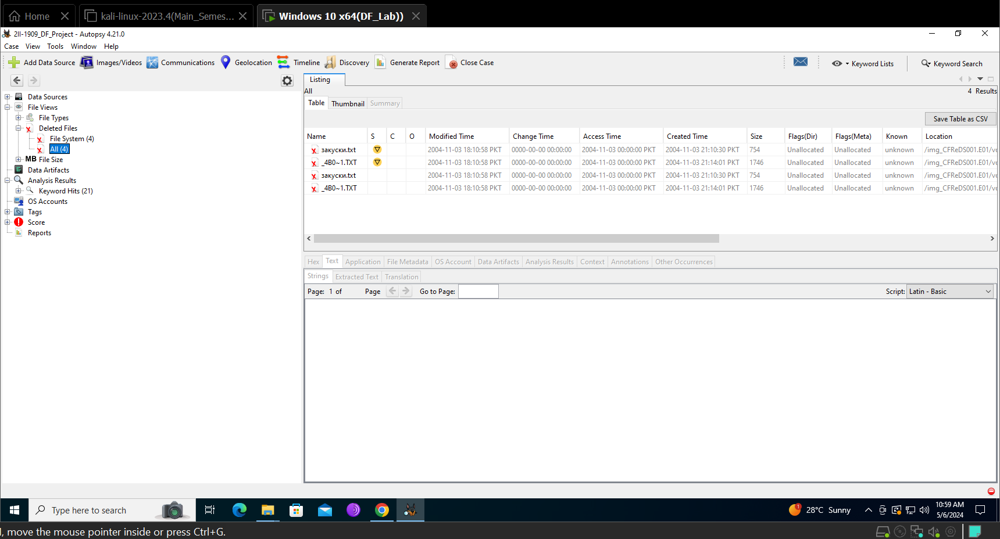 Home
kali-linux-2023.4(Main_Semes...
Windows 10 x64(DF_Lab))
2II-1909_DF_Project - Autopsy 4.21.0
Case View Tools Window Help
Add Data Source Images/Videos Communications Geolocation Timeline Discovery Generate Report Close Case Keyword Lists Keyword Search
Data Sources
File Views
File Types
Deleted Files
File System (4)
All (4)
MB File Size
Data Artifacts
Analysis Results
Keyword Hits (21)
OS Accounts
Tags
Score
Reports
Listing
All 4 Results
Table Thumbnail Summary
Save Table as CSV
Name S C O Modified Time Change Time Access Time Created Time Size Flags(Dir) Flags(Meta) Known Location
закуски.txt 2004-11-03 18:10:58 PKT 0000-00-00 00:00:00 2004-11-03 00:00:00 PKT 2004-11-03 21:10:30 PKT 754 Unallocated Unallocated unknown /img_CFReDS001.E01/vo
_4B0~1.TXT 2004-11-03 18:10:58 PKT 0000-00-00 00:00:00 2004-11-03 00:00:00 PKT 2004-11-03 21:14:01 PKT 1746 Unallocated Unallocated unknown /img_CFReDS001.E01/vo
закуски.txt 2004-11-03 18:10:58 PKT 0000-00-00 00:00:00 2004-11-03 00:00:00 PKT 2004-11-03 21:10:30 PKT 754 Unallocated Unallocated unknown /img_CFReDS001.E01/vo
_4B0~1.TXT 2004-11-03 18:10:58 PKT 0000-00-00 00:00:00 2004-11-03 00:00:00 PKT 2004-11-03 21:14:01 PKT 1746 Unallocated Unallocated unknown /img_CFReDS001.E01/vo
Hex Text Application File Metadata OS Account Data Artifacts Analysis Results Context Annotations Other Occurrences
Strings Extracted Text Translation
Page: 1 of Page Go to Page: Script: Latin - Basic
Type here to search
1
28°C Sunny
10:59 AM
5/6/2024
l, move the mouse pointer inside or press Ctrl+G.